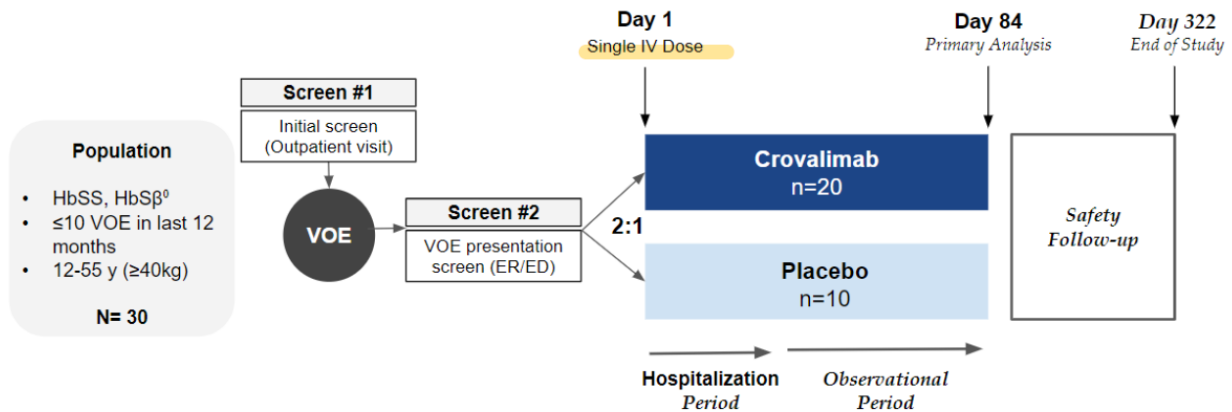 Population
• HbSS, HbSβ⁰
• ≤10 VOE in last 12
months
• 12-55 y (≥40kg)
N= 30
Screen #1
Initial screen
(Outpatient visit)
VOE
Screen #2
VOE presentation
screen (ER/ED)
2:1
Day 1
Single IV Dose
Crovalimab
n=20
Placebo
n=10
Hospitalization
Period
Observational
Period
Day 84
Primary Analysis
Safety
Follow-up
Day 322
End of Study